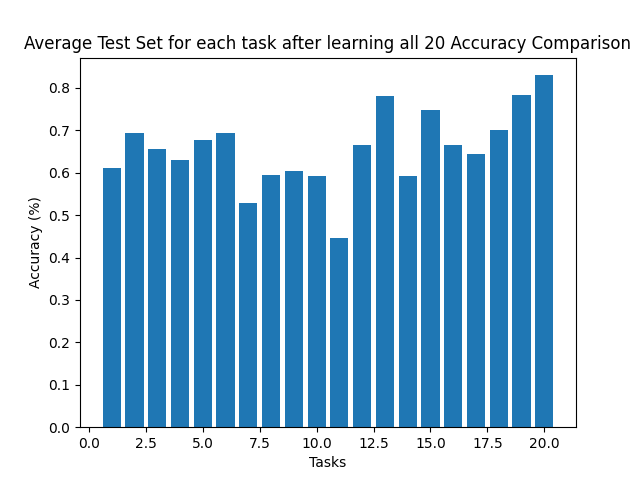 Average Test Set for each task after learning all 20 Accuracy Comparison
Accuracy (%)
0.8
0.7
0.6
0.5
0.4
0.3
0.2
0.1
0.0
0.0 2.5 5.0 7.5 10.0 12.5 15.0 17.5 20.0
Tasks